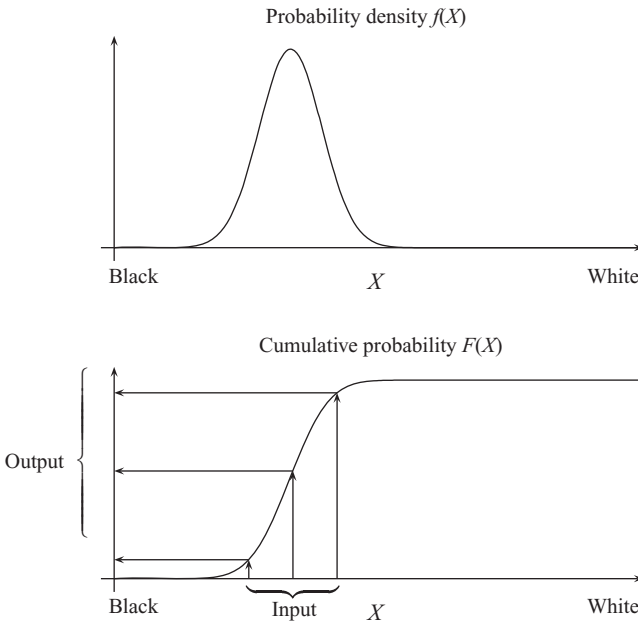 Probability density f(X)
Black X White
Cumulative probability F(X)
Output
Black Input X White